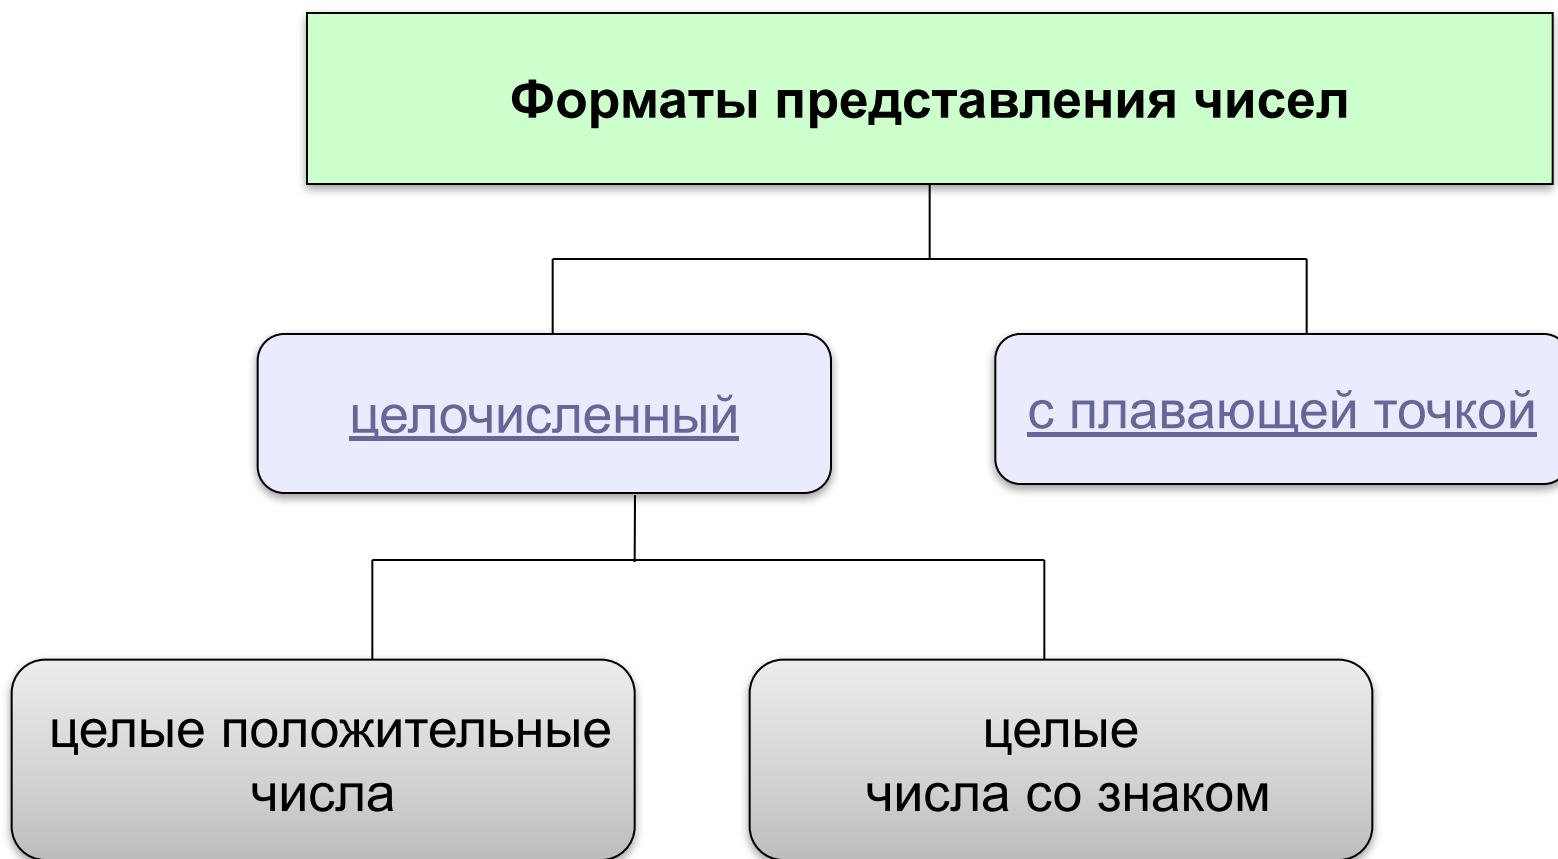 Форматы представления чисел
целочисленный
с плавающей точкой
целые положительные
числа
целые
числа со знаком